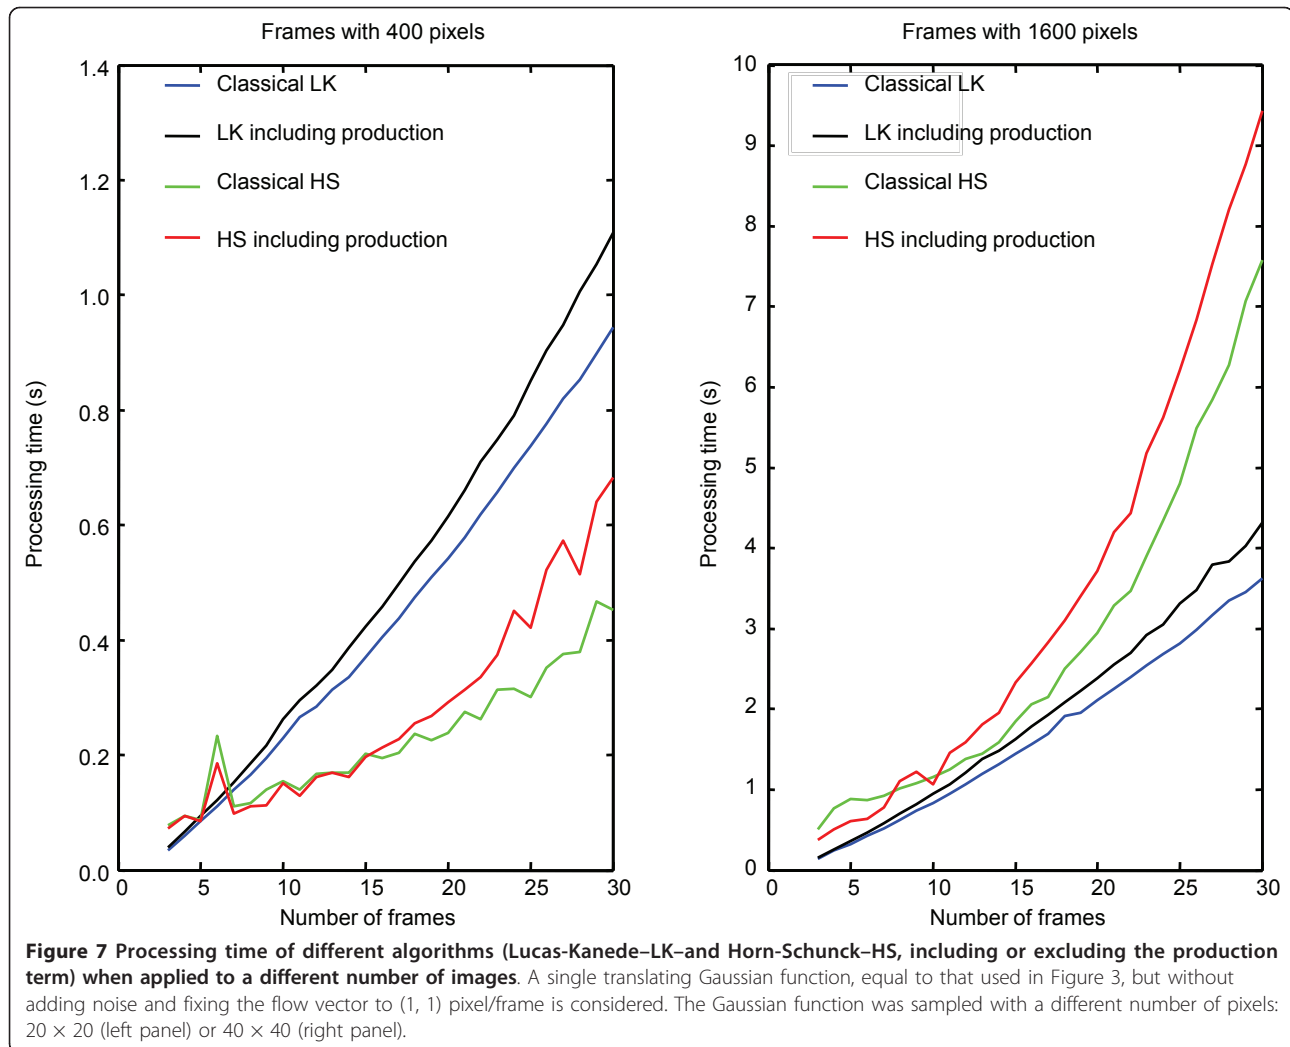 Frames with 400 pixels
1.4
1.2
1.0
0.8
0.6
0.4
0.2
0.0
Processing time (s)
Classical LK
LK including production
Classical HS
HS including production
0 5 10 15 20 25 30
Number of frames
Frames with 1600 pixels
10
9
8
7
6
5
4
3
2
1
0
Processing time (s)
Classical LK
LK including production
Classical HS
HS including production
0 5 10 15 20 25 30
Number of frames
Figure 7 Processing time of different algorithms (Lucas-Kanede–LK–and Horn-Schunck–HS, including or excluding the production
term) when applied to a different number of images. A single translating Gaussian function, equal to that used in Figure 3, but without
adding noise and fixing the flow vector to (1, 1) pixel/frame is considered. The Gaussian function was sampled with a different number of pixels:
20 × 20 (left panel) or 40 × 40 (right panel).